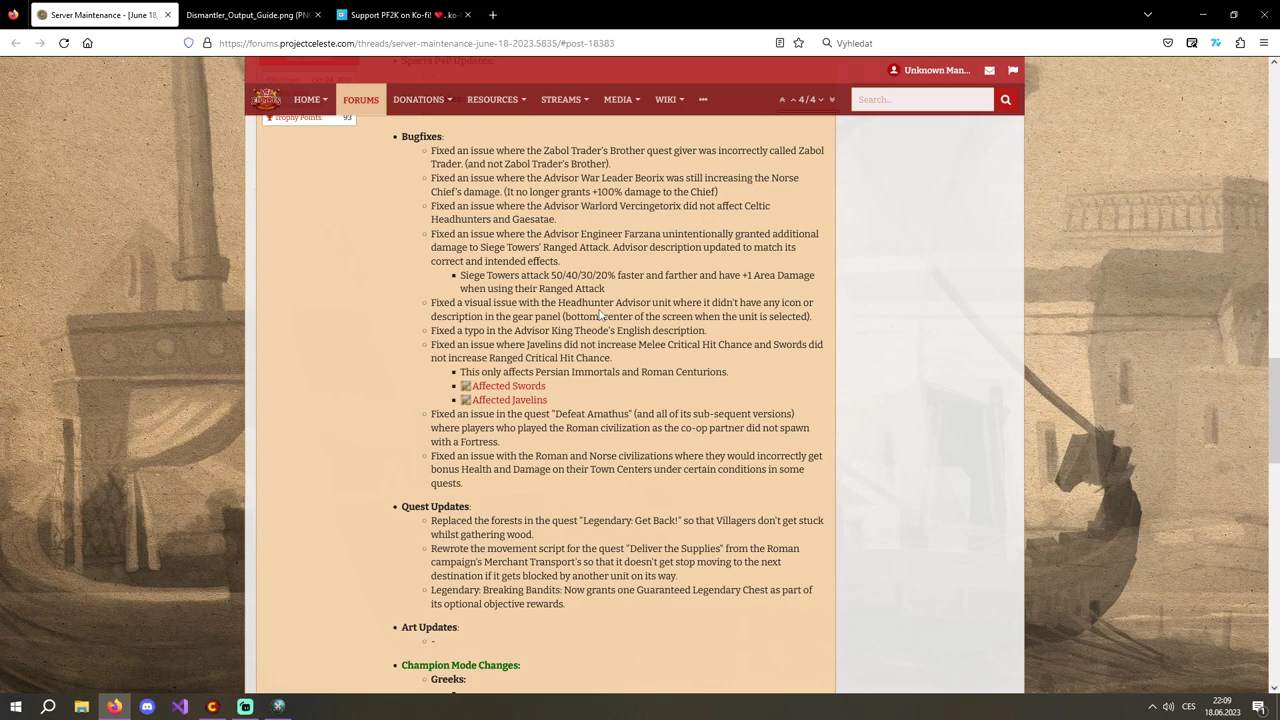 Server Maintenance - [June 18,
Dismantler_Output_Guide.png (PNG
Support PF2K on Ko-fi! ❤️. ko-f
https://forums.projectceleste.com/threads/server-maintenance-june-18-2023.5835/#post-18383
Vyhledat
Sparta PvP Updates:
Unknown Man...
HOME
FORUMS
DONATIONS
RESOURCES
STREAMS
MEDIA
WIKI
4 / 4
Search...
Trophy Points: 93
• Bugfixes:
Fixed an issue where the Zabol Trader's Brother quest giver was incorrectly called Zabol
Trader. (and not Zabol Trader's Brother).
Fixed an issue where the Advisor War Leader Beorix was still increasing the Norse
Chief's damage. (It no longer grants +100% damage to the Chief)
Fixed an issue where the Advisor Warlord Vercingetorix did not affect Celtic
Headhunters and Gaesatae.
Fixed an issue where the Advisor Engineer Farzana unintentionally granted additional
damage to Siege Towers' Ranged Attack. Advisor description updated to match its
correct and intended effects.
Siege Towers attack 50/40/30/20% faster and farther and have +1 Area Damage
when using their Ranged Attack
Fixed a visual issue with the Headhunter Advisor unit where it didn't have any icon or
description in the gear panel (bottom-center of the screen when the unit is selected).
Fixed a typo in the Advisor King Theode's English description.
Fixed an issue where Javelins did not increase Melee Critical Hit Chance and Swords did
not increase Ranged Critical Hit Chance.
This only affects Persian Immortals and Roman Centurions.
Affected Swords
Affected Javelins
Fixed an issue in the quest "Defeat Amathus" (and all of its sub-sequent versions)
where players who played the Roman civilization as the co-op partner did not spawn
with a Fortress.
Fixed an issue with the Roman and Norse civilizations where they would incorrectly get
bonus Health and Damage on their Town Centers under certain conditions in some
quests.
• Quest Updates:
Replaced the forests in the quest "Legendary: Get Back!" so that Villagers don't get stuck
whilst gathering wood.
Rewrote the movement script for the quest "Deliver the Supplies" from the Roman
campaign's Merchant Transport's so that it doesn't get stop moving to the next
destination if it gets blocked by another unit on its way.
Legendary: Breaking Bandits: Now grants one Guaranteed Legendary Chest as part of
its optional objective rewards.
• Art Updates:
-
• Champion Mode Changes:
Greeks:
CES
22:09
18.06.2023